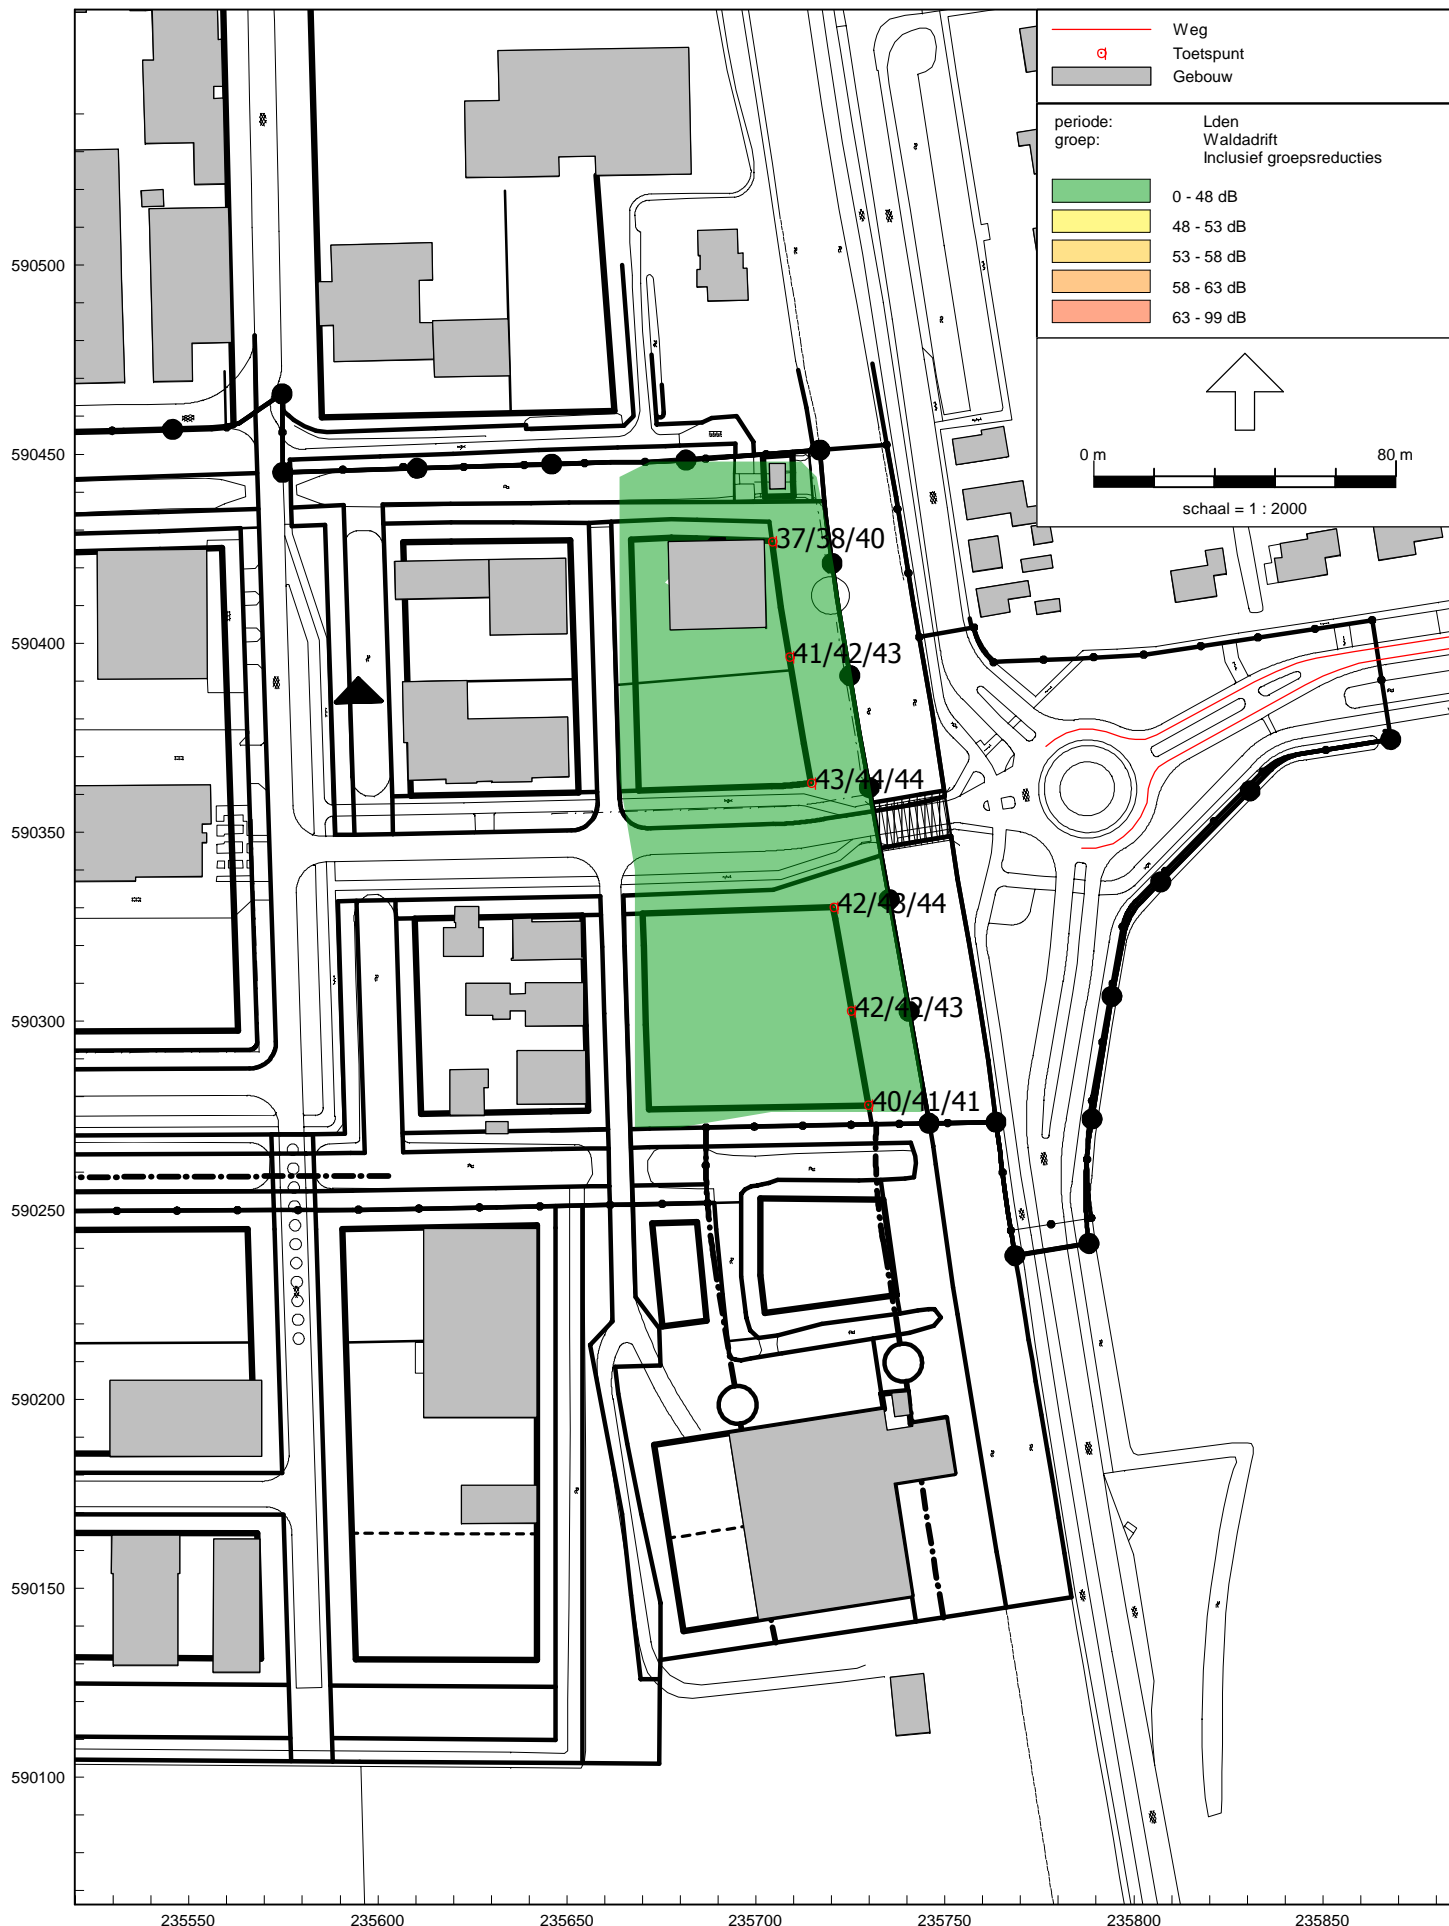 Weg
Toetspunt
Gebouw
periode: Lden
groep: Waldadrift
Inclusief groepsreducties
0 - 48 dB
48 - 53 dB
53 - 58 dB
58 - 63 dB
63 - 99 dB
0 m 80 m
schaal = 1 : 2000
590500
590450
590400
590350
590300
590250
590200
590150
590100
37/38/40
41/42/43
43/44/44
42/43/44
42/42/43
40/41/41
235550 235600 235650 235700 235750 235800 235850